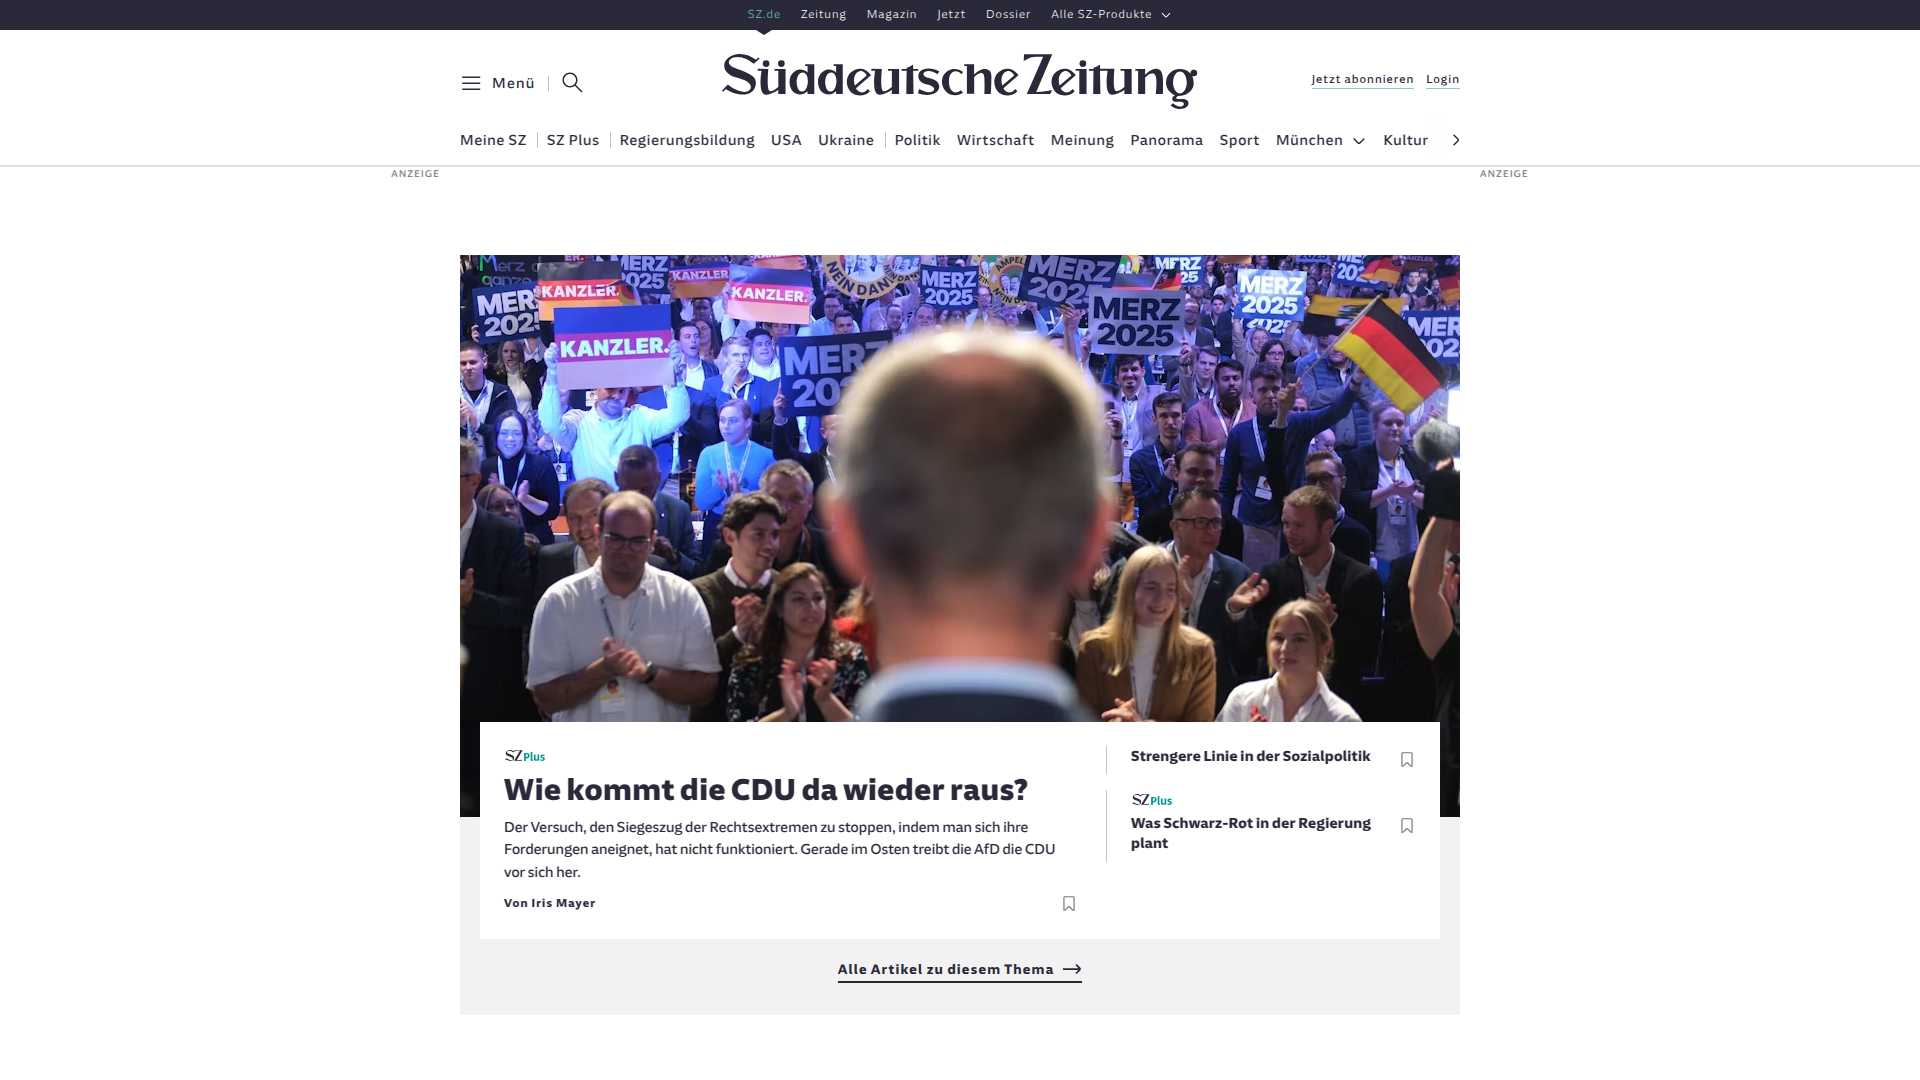 SZ.de Zeitung Magazin Jetzt Dossier Alle SZ-Produkte
Menü
Süddeutsche Zeitung
Jetzt abonnieren Login
Meine SZ SZ Plus Regierungsbildung USA Ukraine Politik Wirtschaft Meinung Panorama Sport München Kultur
ANZEIGE ANZEIGE
Merz
KANZLER.
MERZ
2025
KANZLER.
KANZLER.
NEIN DANKE
MERZ
2025
AMPEL
MERZ
202
MERZ
25
MERZ
2025
MERZ
2025
KANZLER.
MERZ
20
SZ Plus
Wie kommt die CDU da wieder raus?
Der Versuch, den Siegeszug der Rechtsextremen zu stoppen, indem man sich ihre
Forderungen aneignet, hat nicht funktioniert. Gerade im Osten treibt die AfD die CDU
vor sich her.
Von Iris Mayer
Strengere Linie in der Sozialpolitik
SZ Plus
Was Schwarz-Rot in der Regierung
plant
Alle Artikel zu diesem Thema